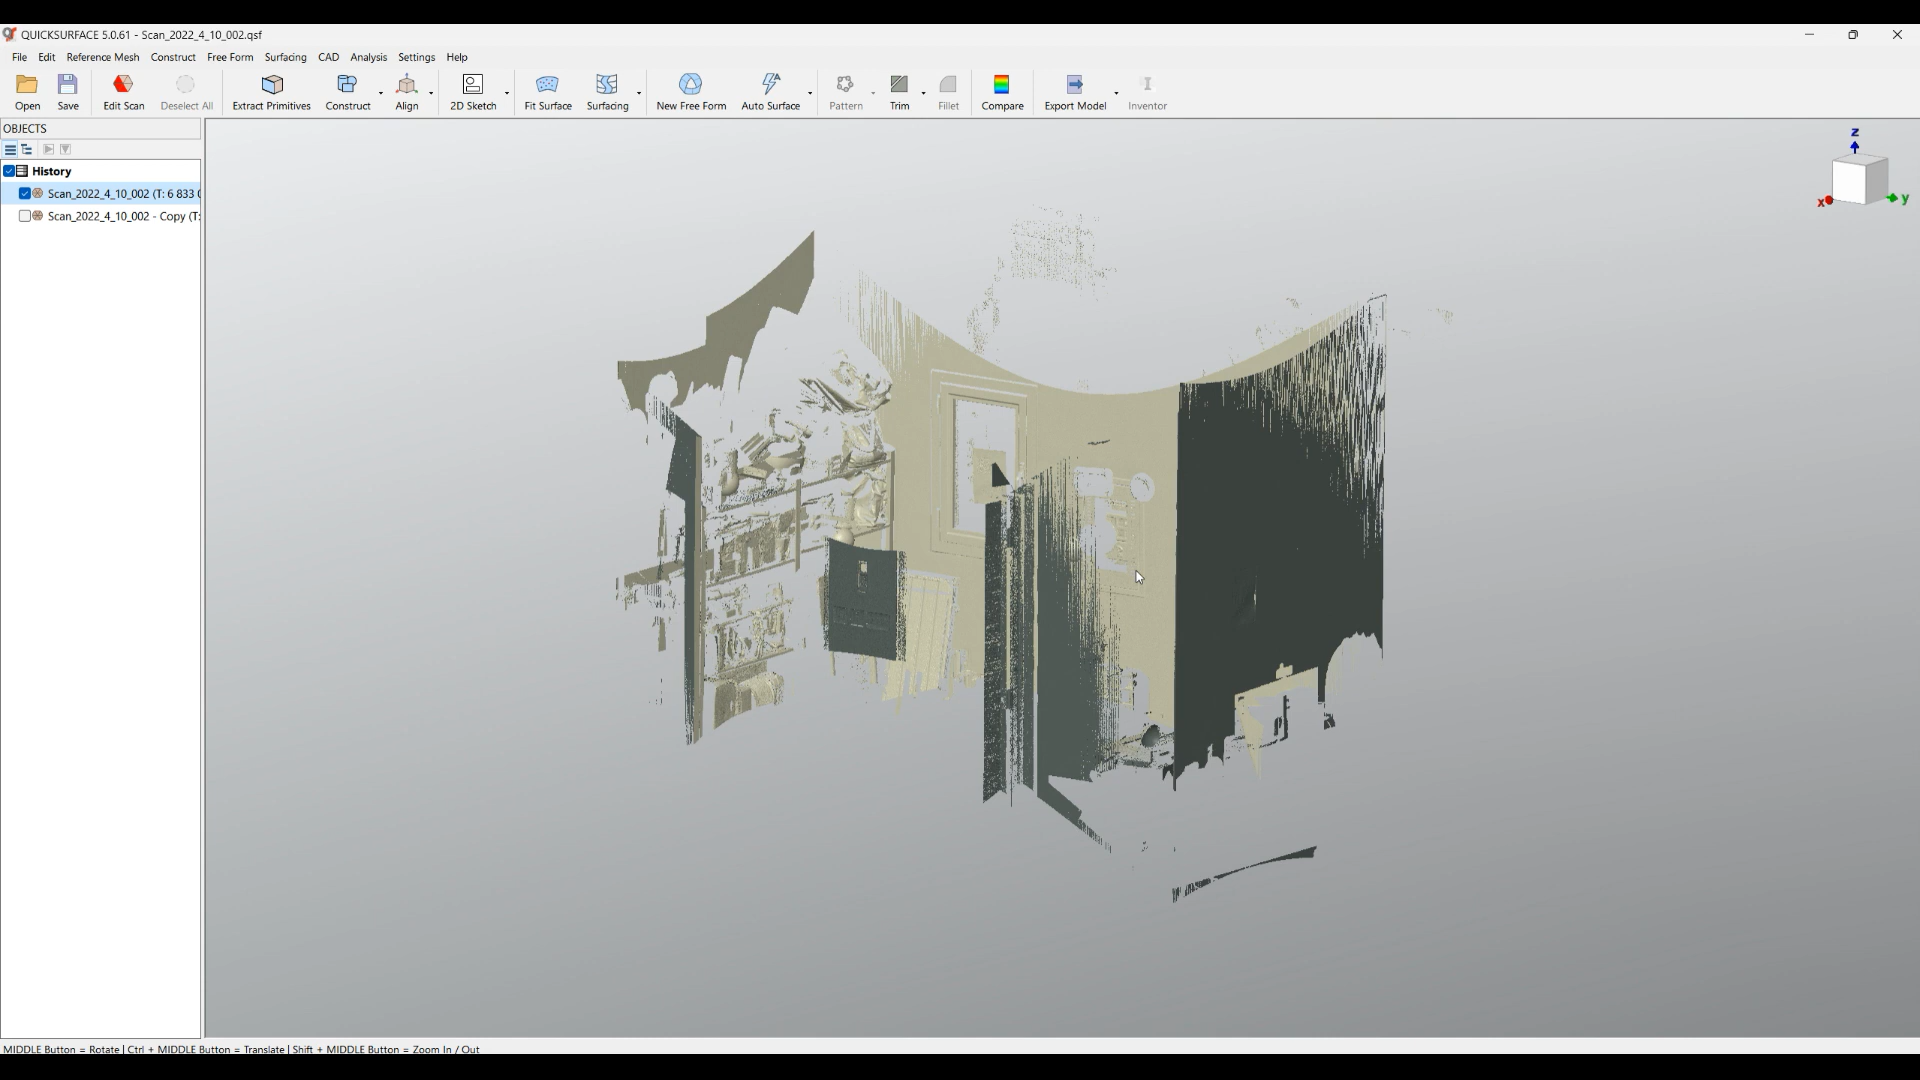 QUICKSURFACE 5.0.61 - Scan_2022_4_10_002.qsf
File Edit Reference Mesh Construct Free Form Surfacing CAD Analysis Settings Help
Open Save Edit Scan Deselect All Extract Primitives Construct Align 2D Sketch Fit Surface Surfacing New Free Form Auto Surface Pattern Trim Fillet Compare Export Model Inventor
OBJECTS
History
Scan_2022_4_10_002 (T: 6 833
Scan_2022_4_10_002 - Copy (T:
z
x
y
MIDDLE Button = Rotate | Ctrl + MIDDLE Button = Translate | Shift + MIDDLE Button = Zoom In / Out